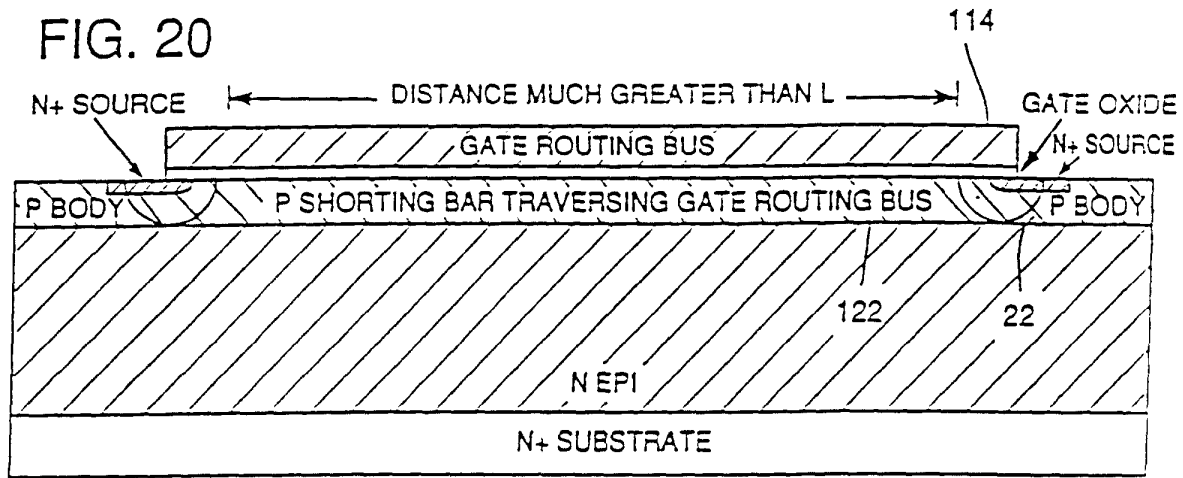 FIG. 20
114
N+ SOURCE
DISTANCE MUCH GREATER THAN L
GATE OXIDE
N+ SOURCE
GATE ROUTING BUS
P BODY
P SHORTING BAR TRAVERSING GATE ROUTING BUS
P BODY
122
22
N EPI
N+ SUBSTRATE